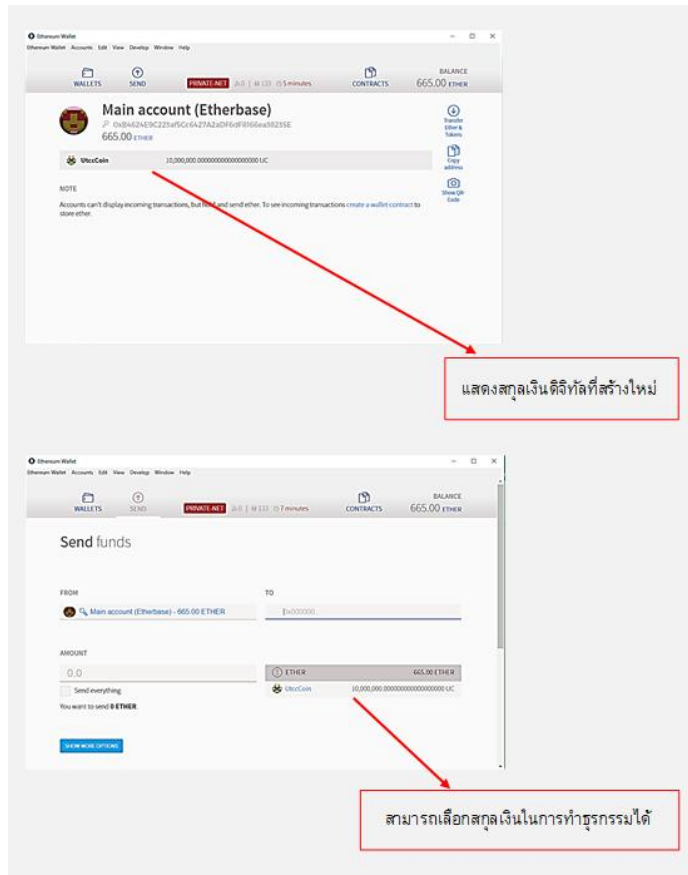 Ethereum Wallet
Ethereum Wallet Accounts Edit View Develop Window Help
WALLETS SEND PRIVATE-NET 0 | 133 5 minutes CONTRACTS BALANCE 665.00 ETHER
Main account (Etherbase)
665.00 ETHER
Transfer Ether & Tokens
Copy address
Show QR-Code
UtccCoin 10,000,000.000000000000000000 UC
NOTE
Accounts can't display incoming transactions, but hold and send ether. To see incoming transactions create a wallet contract to
store ether.
แสดงสกุลเงินดิจิทัลที่สร้างใหม่
Ethereum Wallet
Ethereum Wallet Accounts Edit View Develop Window Help
WALLETS SEND PRIVATE-NET 0 | 133 7 minutes CONTRACTS BALANCE 665.00 ETHER
Send funds
FROM TO
Main account (Etherbase) - 665.00 ETHER 0x000000..
AMOUNT
0.0 ETHER 665.00 ETHER
Send everything UtccCoin 10,000,000.000000000000000000 UC
You want to send 0 ETHER.
SHOW MORE OPTIONS
สามารถเลือกสกุลเงินในการทำธุรกรรมได้